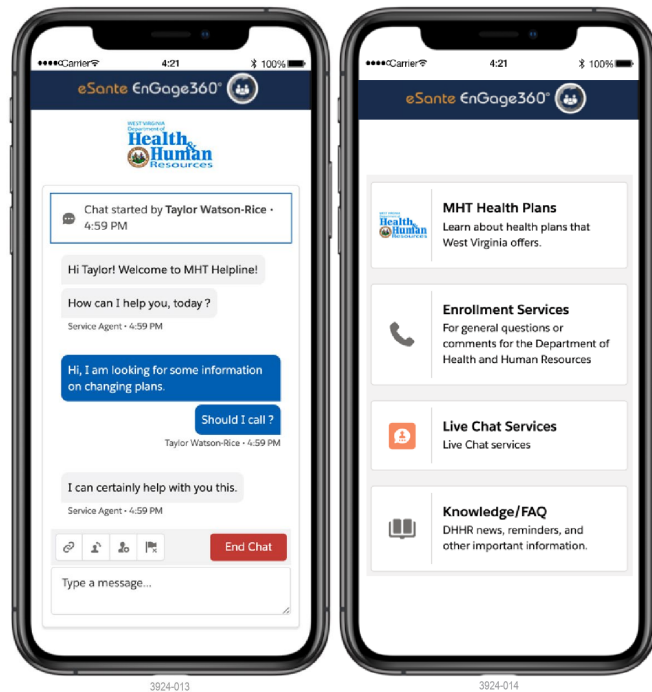 Carrier
4:21
100%
eSante EnGage360°
WEST VIRGINIA
Department of
Health &
Human
Resources
Chat started by Taylor Watson-Rice •
4:59 PM
Hi Taylor! Welcome to MHT Helpline!
How can I help you, today ?
Service Agent • 4:59 PM
Hi, I am looking for some information
on changing plans.
Should I call ?
Taylor Watson-Rice • 4:59 PM
I can certainly help with you this.
Service Agent • 4:59 PM
End Chat
Type a message...
3924-013
Carrier
4:21
100%
eSante EnGage360°
Health &
Human
Resources
MHT Health Plans
Learn about health plans that
West Virginia offers.
Enrollment Services
For general questions or
comments for the Department of
Health and Human Resources
Live Chat Services
Live Chat services
Knowledge/FAQ
DHHR news, reminders, and
other important information.
3924-014